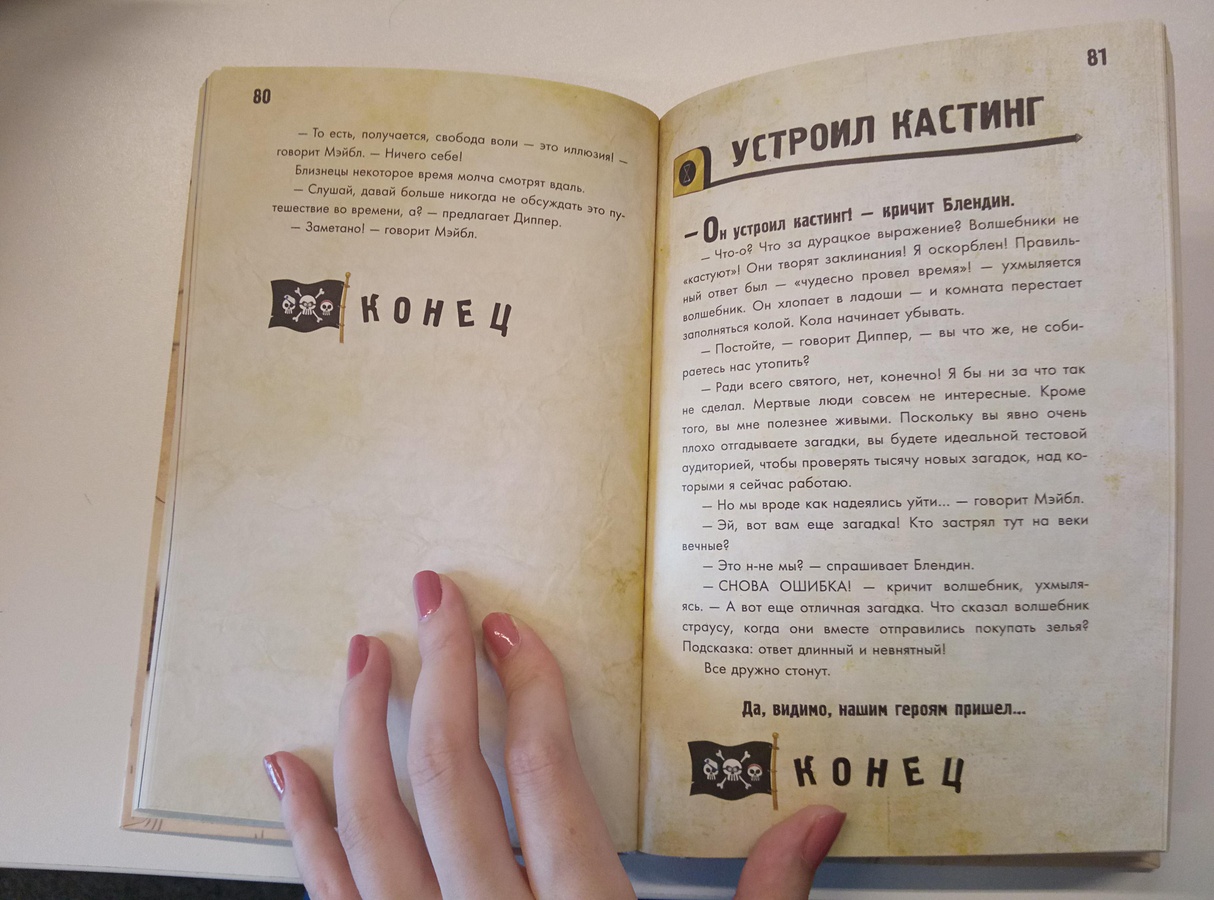 80
— То есть, получается, свобода воли — это иллюзия! —
говорит Мэйбл. — Ничего себе!
Близнецы некоторое время молча смотрят вдаль.
— Слушай, давай больше никогда не обсуждать это пу-
тешествие во времени, а? — предлагает Диппер.
— Заметано! — говорит Мэйбл.
КОНЕЦ
81
УСТРОИЛ КАСТИНГ
— Он устроил кастинг! — кричит Блендин.
— Что-о? Что за дурацкое выражение? Волшебники не
«кастуют»! Они творят заклинания! Я оскорблен! Правиль-
ный ответ был — «чудесно провел время»! — ухмыляется
волшебник. Он хлопает в ладоши — и комната перестает
заполняться колой. Кола начинает убывать.
— Постойте, — говорит Диппер, — вы что же, не соби-
раетесь нас утопить?
— Ради всего святого, нет, конечно! Я бы ни за что так
не сделал. Мертвые люди совсем не интересные. Кроме
того, вы мне полезнее живыми. Поскольку вы явно очень
плохо отгадываете загадки, вы будете идеальной тестовой
аудиторией, чтобы проверять тысячу новых загадок, над ко-
торыми я сейчас работаю.
— Но мы вроде как надеялись уйти... — говорит Мэйбл.
— Эй, вот вам еще загадка! Кто застрял тут на веки
вечные?
— Это н-не мы? — спрашивает Блендин.
— СНОВА ОШИБКА! — кричит волшебник, ухмыля-
ясь. — А вот еще отличная загадка. Что сказал волшебник
страусу, когда они вместе отправились покупать зелья?
Подсказка: ответ длинный и невнятный!
Все дружно стонут.
Да, видимо, нашим героям пришел...
КОНЕЦ